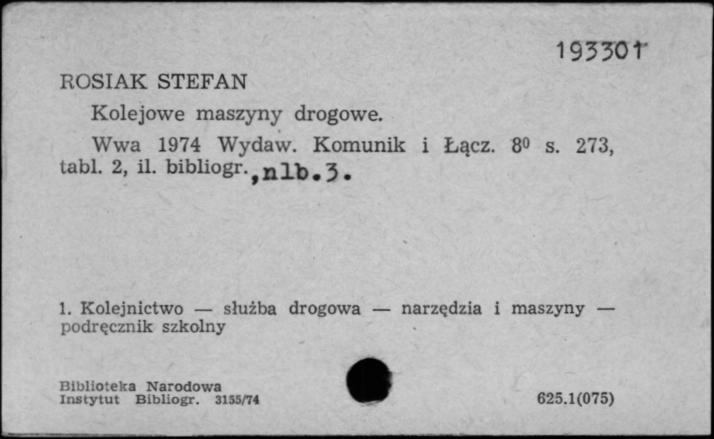 193301
ROSIAK STEFAN
Kolejowe maszyny drogowe.
Wwa 1974 Wydaw. Komunik i Łącz. 8⁰ s. 273,
tabl. 2, il. bibliogr.,nlb.3.
1. Kolejnictwo — służba drogowa — narzędzia i maszyny —
podręcznik szkolny
Biblioteka Narodowa
Instytut Bibliogr. 3155/74
625.1(075)